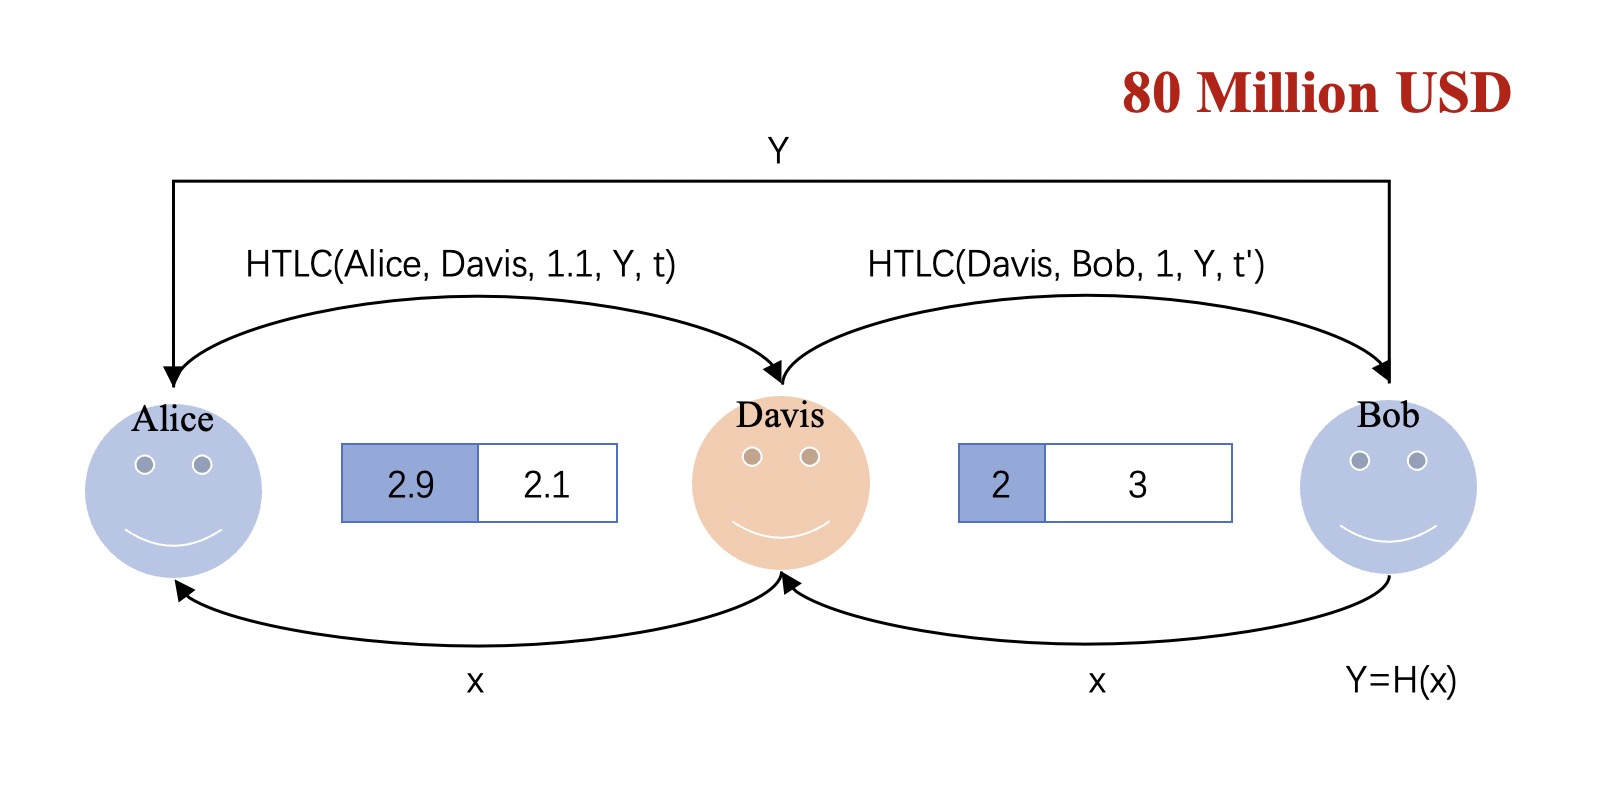 80 Million USD
Y
HTLC(Alice, Davis, 1.1, Y, t)
HTLC(Davis, Bob, 1, Y, t')
Alice
Davis
Bob
2.9
2.1
2
3
x
x
Y=H(x)